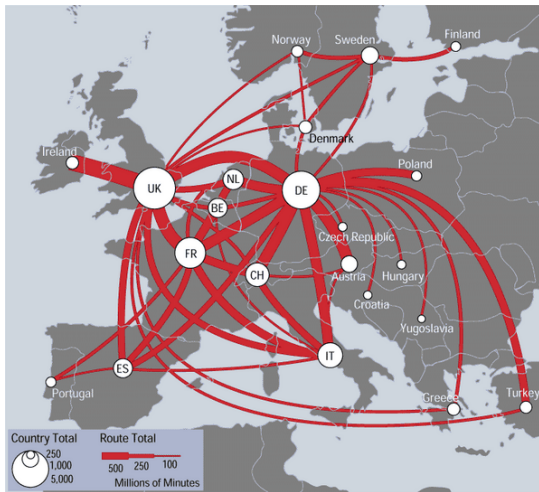 Norway
Sweden
Finland
Denmark
Ireland
UK
NL
BE
DE
Poland
Czech Republic
FR
CH
Austria
Hungary
Croatia
Yugoslavia
IT
ES
Portugal
Greece
Turkey
Country Total
250
1,000
5,000
Route Total
500 250 100
Millions of Minutes